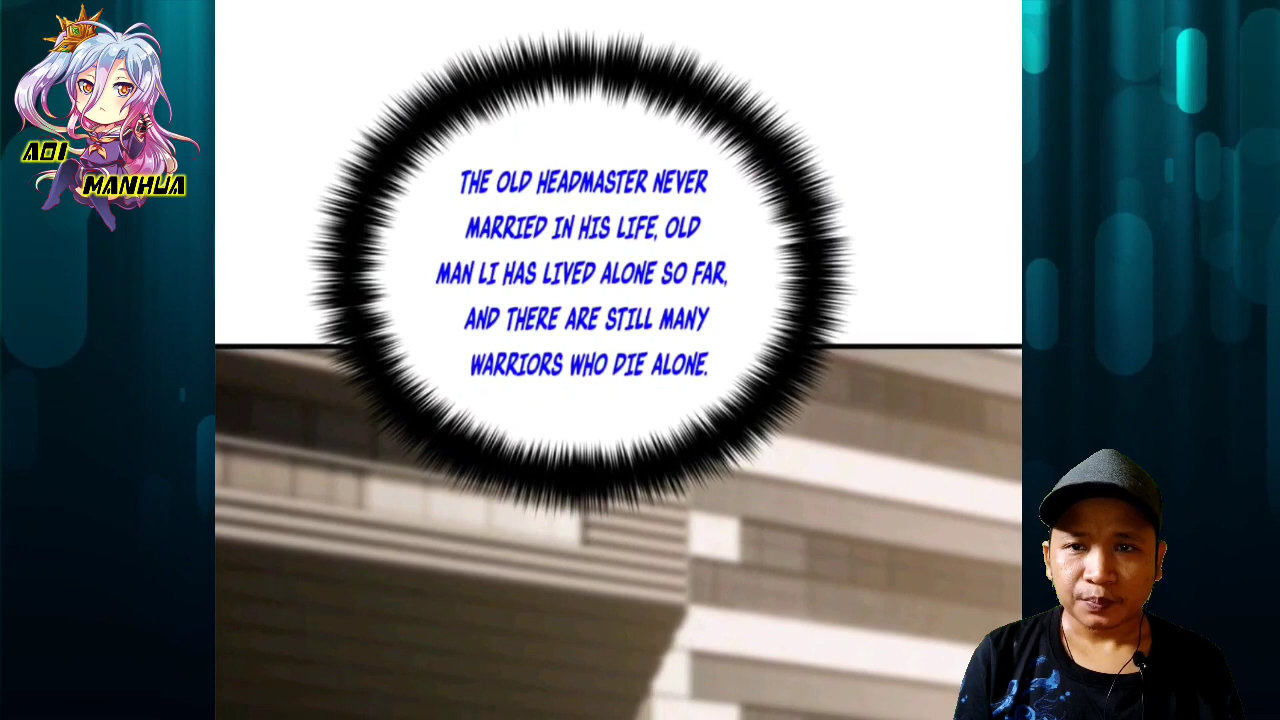 AOI
MANHUA
THE OLD HEADMASTER NEVER
MARRIED IN HIS LIFE, OLD
MAN LI HAS LIVED ALONE SO FAR,
AND THERE ARE STILL MANY
WARRIORS WHO DIE ALONE.